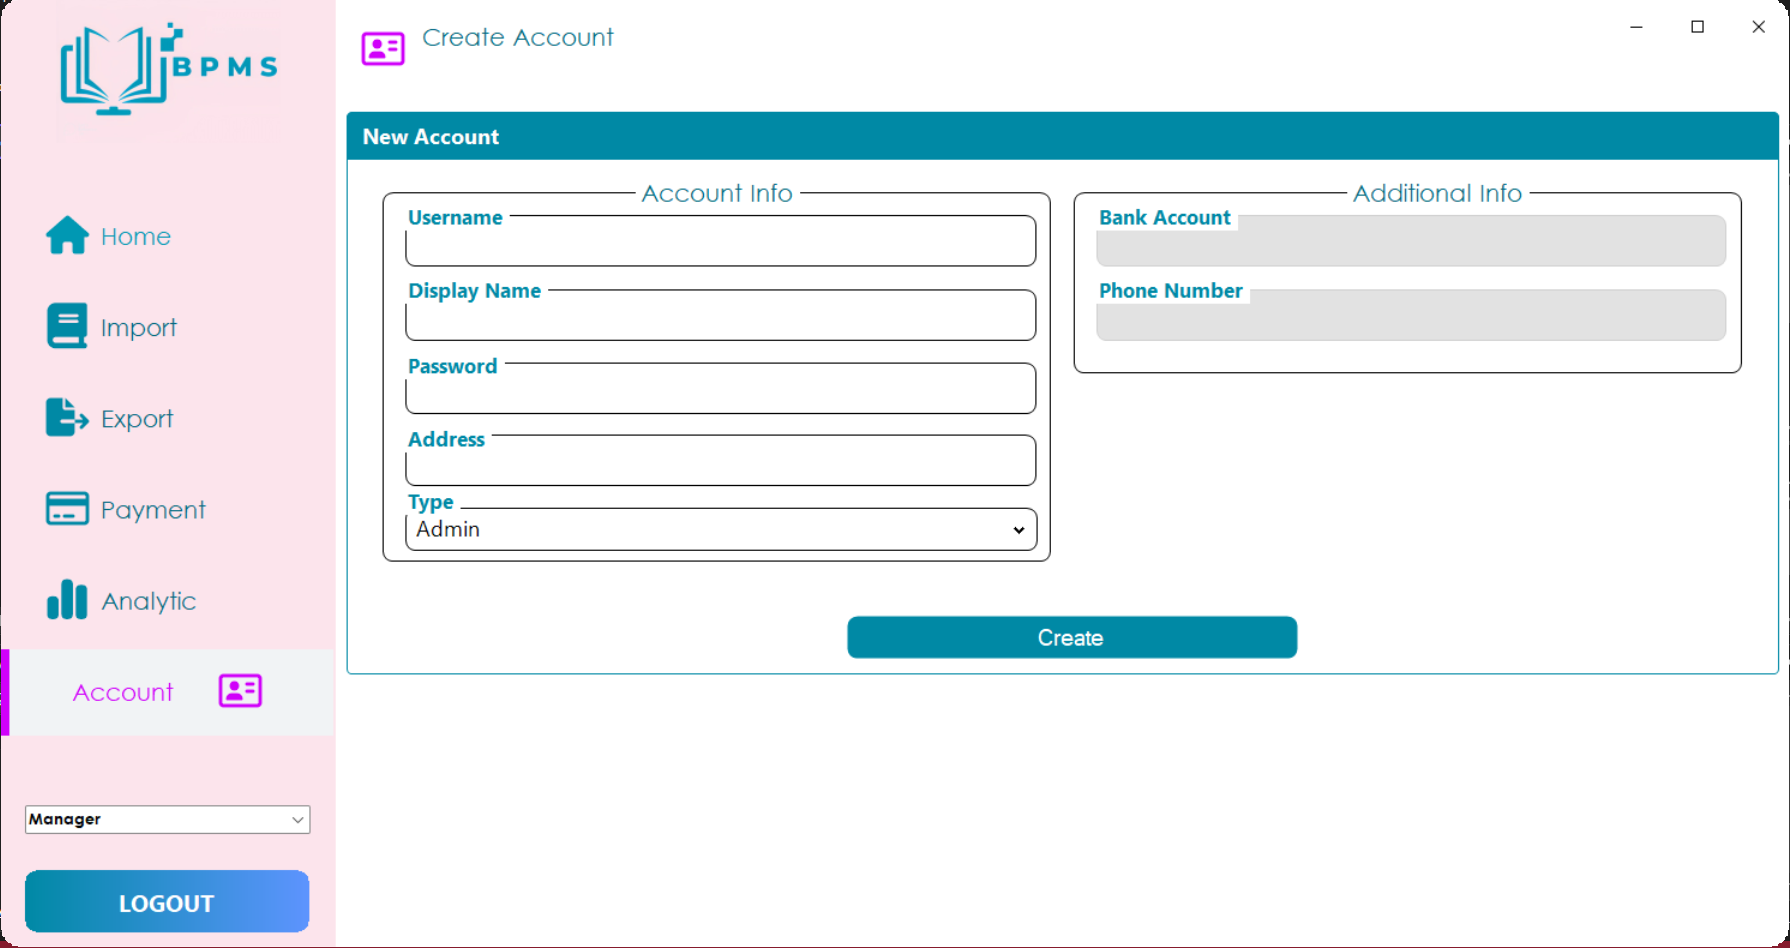 BPMS
Home
Import
Export
Payment
Analytic
Account
Manager
LOGOUT
Create Account
New Account
Account Info
Username
Display Name
Password
Address
Type
Admin
Additional Info
Bank Account
Phone Number
Create